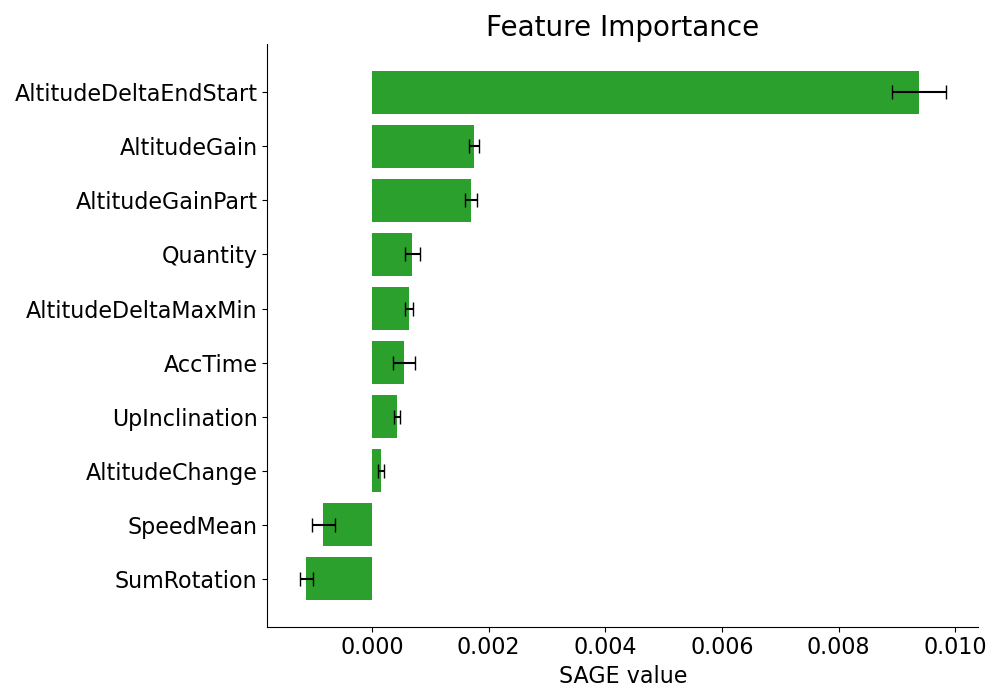 Feature Importance
AltitudeDeltaEndStart
AltitudeGain
AltitudeGainPart
Quantity
AltitudeDeltaMaxMin
AccTime
UpInclination
AltitudeChange
SpeedMean
SumRotation
0.000 0.002 0.004 0.006 0.008 0.010
SAGE value